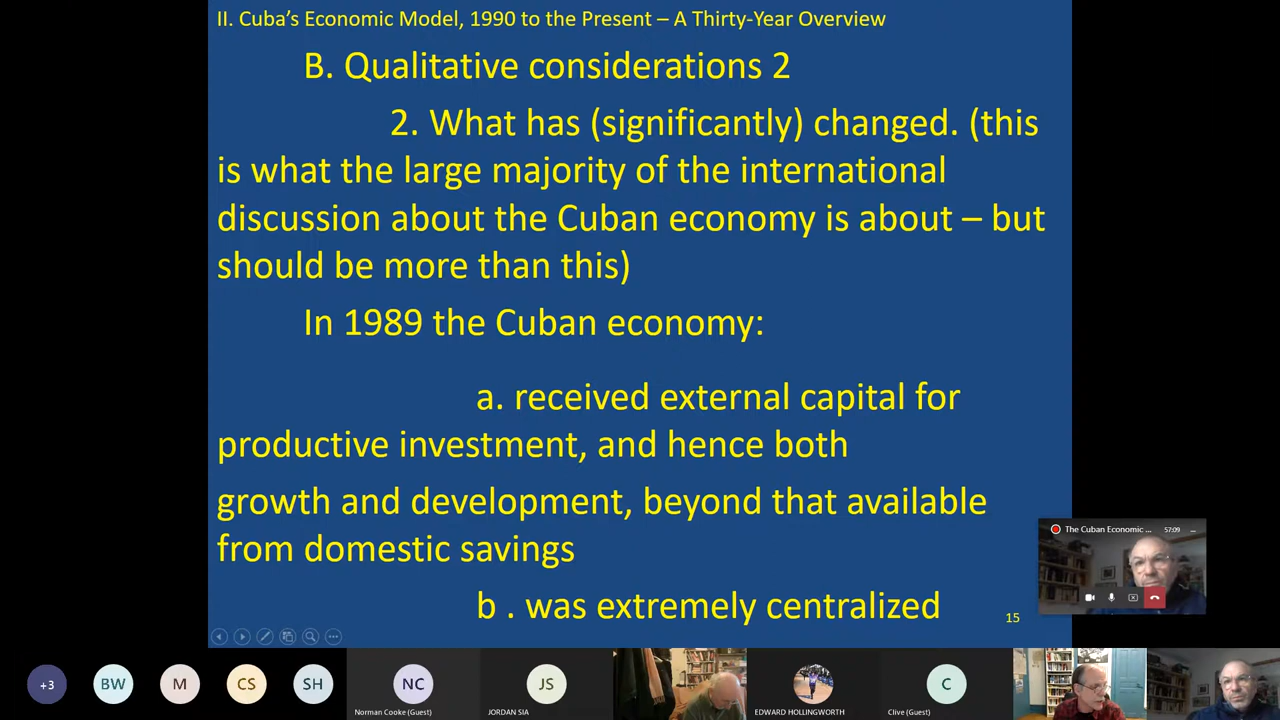 II. Cuba's Economic Model, 1990 to the Present – A Thirty-Year Overview
B. Qualitative considerations 2
2. What has (significantly) changed. (this
is what the large majority of the international
discussion about the Cuban economy is about – but
should be more than this)
In 1989 the Cuban economy:
a. received external capital for
productive investment, and hence both
growth and development, beyond that available
from domestic savings
b . was extremely centralized
15
The Cuban Economic ...
57:09
+3
BW
M
CS
SH
NC
Norman Cooke (Guest)
JS
JORDAN SIA
EDWARD HOLLINGWORTH
C
Clive (Guest)